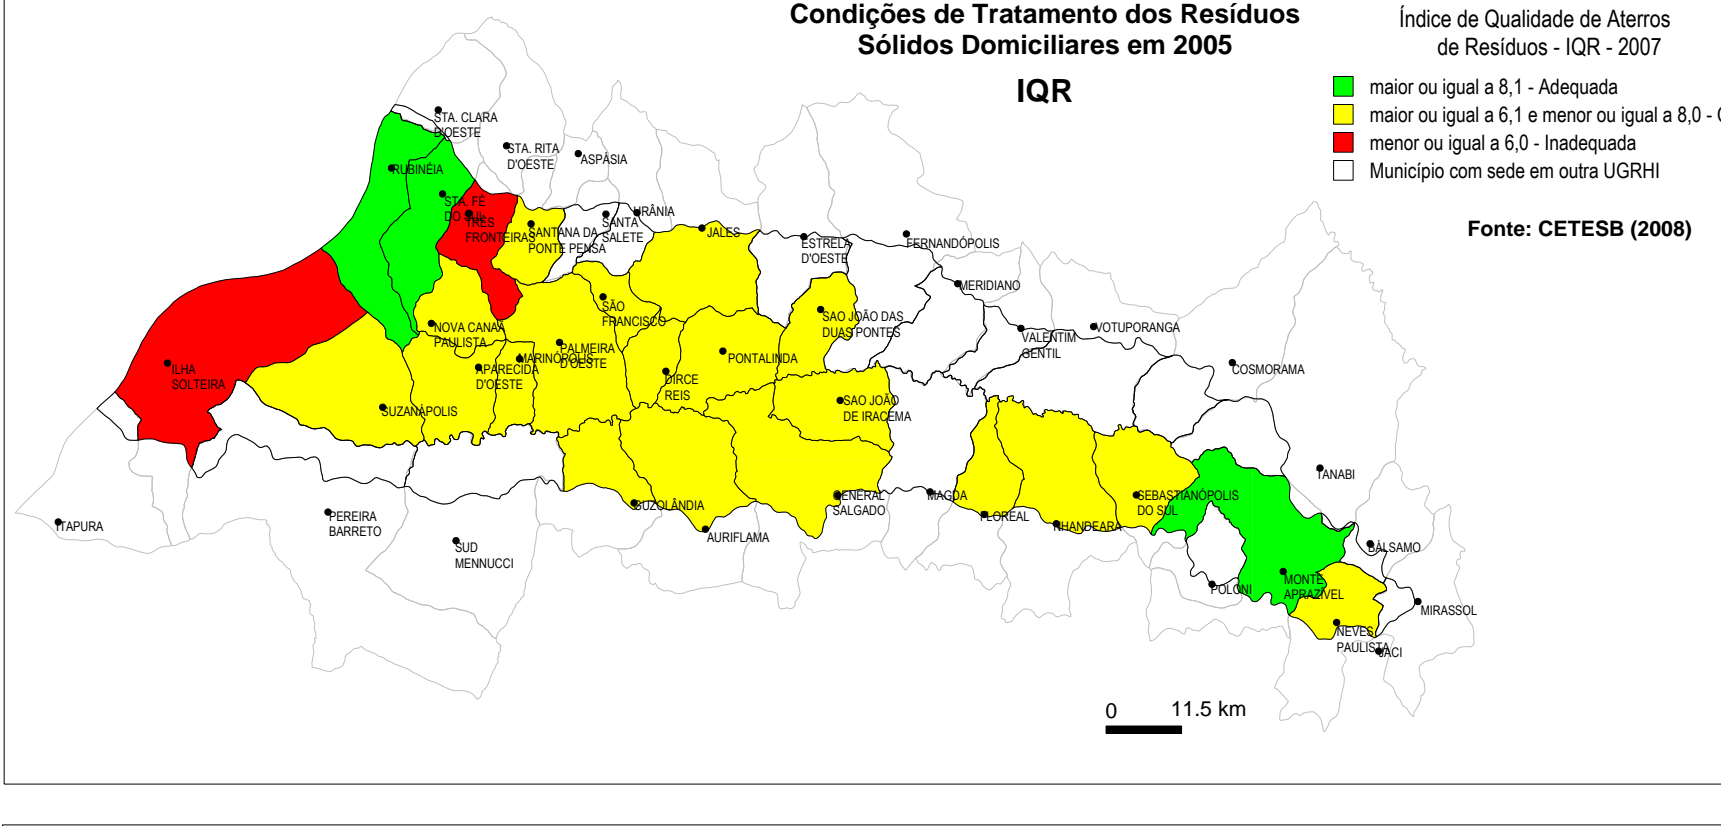 Condições de Tratamento dos Resíduos
Sólidos Domiciliares em 2005
IQR
Índice de Qualidade de Aterros
de Resíduos - IQR - 2007
maior ou igual a 8,1 - Adequada
maior ou igual a 6,1 e menor ou igual a 8,0 -
menor ou igual a 6,0 - Inadequada
Município com sede em outra UGRHI
Fonte: CETESB (2008)
STA. CLARA
D'OESTE
STA. RITA
D'OESTE
ASPÁSIA
RUBINÉIA
STA. FÉ
DO SUL
TRÊS
FRONTEIRAS
SANTANA DA
PONTE PENSA
SANTA
SALETE
URÂNIA
JALES
ESTRELA
D'OESTE
FERNANDÓPOLIS
MERIDIANO
SÃO
FRANCISCO
SAO JOÃO DAS
DUAS PONTES
NOVA CANAÃ
PAULISTA
VALENTIM
GENTIL
VOTUPORANGA
PALMEIRA
D'OESTE
MARINÓPOLIS
APARECIDA
D'OESTE
PONTALINDA
ILHA
SOLTEIRA
COSMORAMA
DIRCE
REIS
SUZANÁPOLIS
SAO JOÃO
DE IRACEMA
TANABI
GENERAL
SALGADO
MAGDA
SEBASTIANÓPOLIS
DO SUL
GUZOLÂNDIA
FLOREAL
NHANDEARA
ITAPURA
PEREIRA
BARRETO
AURIFLAMA
SUD
MENNUCCI
BÁLSAMO
MONTE
APRAZIVEL
POLONI
MIRASSOL
NEVES
PAULISTA
JACI
0 11.5 km